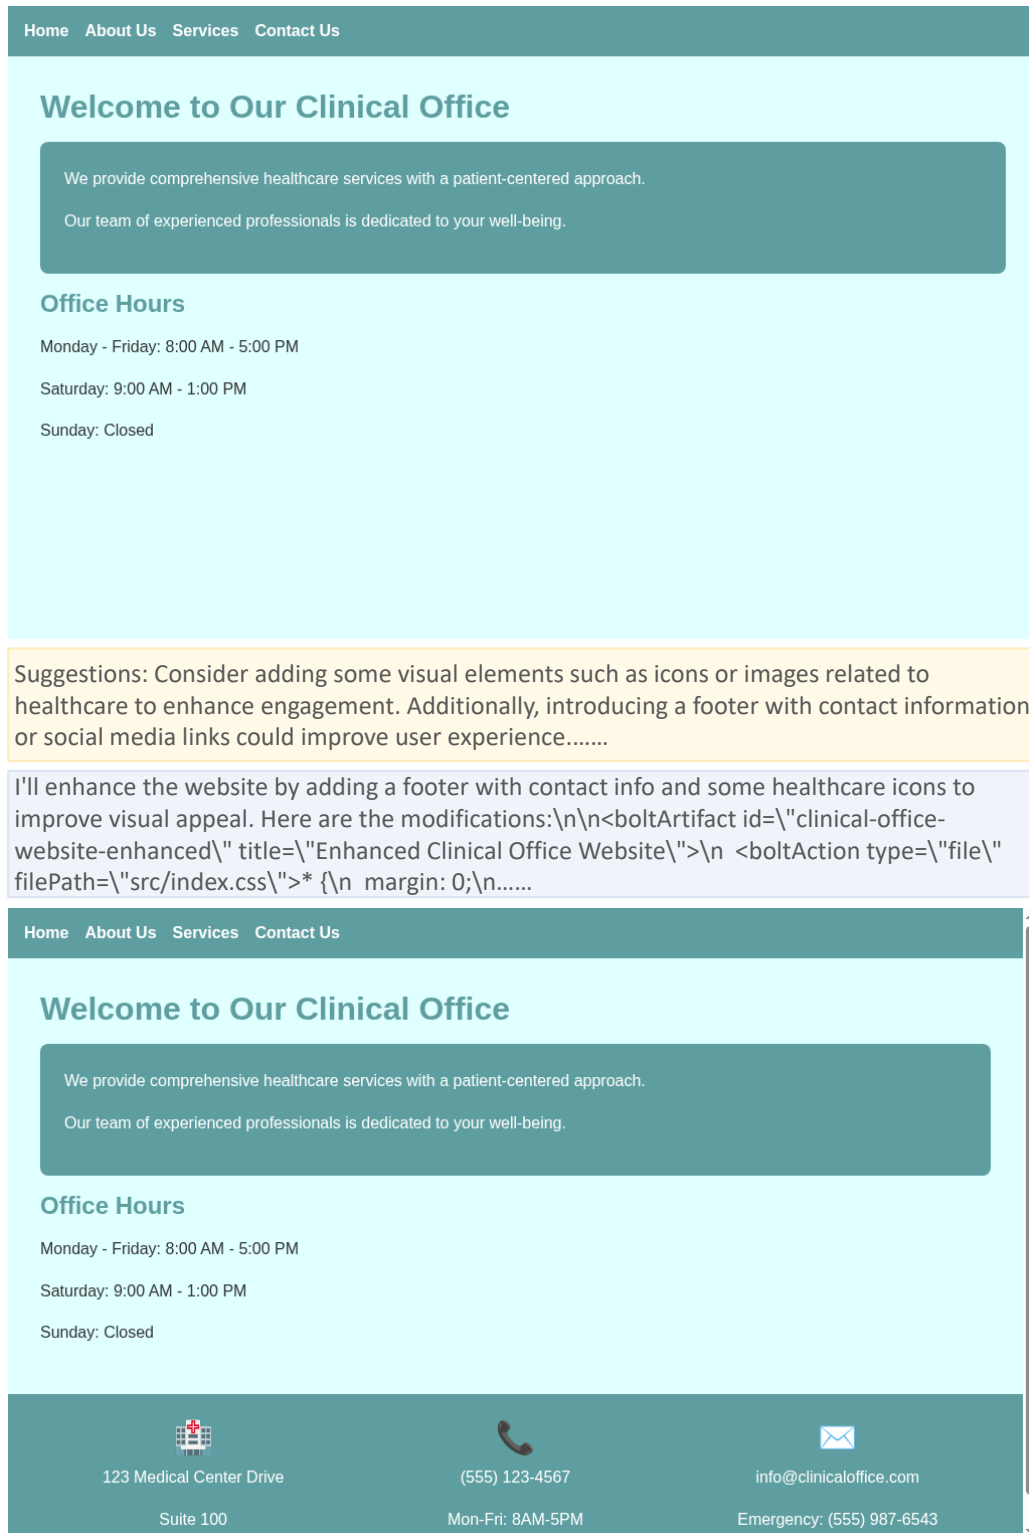 Home About Us Services Contact Us
Welcome to Our Clinical Office
We provide comprehensive healthcare services with a patient-centered approach.
Our team of experienced professionals is dedicated to your well-being.
Office Hours
Monday - Friday: 8:00 AM - 5:00 PM
Saturday: 9:00 AM - 1:00 PM
Sunday: Closed
Suggestions: Consider adding some visual elements such as icons or images related to
healthcare to enhance engagement. Additionally, introducing a footer with contact information
or social media links could improve user experience.……
I'll enhance the website by adding a footer with contact info and some healthcare icons to
improve visual appeal. Here are the modifications:\n\n<boltArtifact id=\"clinical-office-
website-enhanced\" title=\"Enhanced Clinical Office Website\">\n  <boltAction type=\"file\"
filePath=\"src/index.css\">* {\n  margin: 0;\n……
Home About Us Services Contact Us
Welcome to Our Clinical Office
We provide comprehensive healthcare services with a patient-centered approach.
Our team of experienced professionals is dedicated to your well-being.
Office Hours
Monday - Friday: 8:00 AM - 5:00 PM
Saturday: 9:00 AM - 1:00 PM
Sunday: Closed
123 Medical Center Drive (555) 123-4567 info@clinicaloffice.com
Suite 100 Mon-Fri: 8AM-5PM Emergency: (555) 987-6543